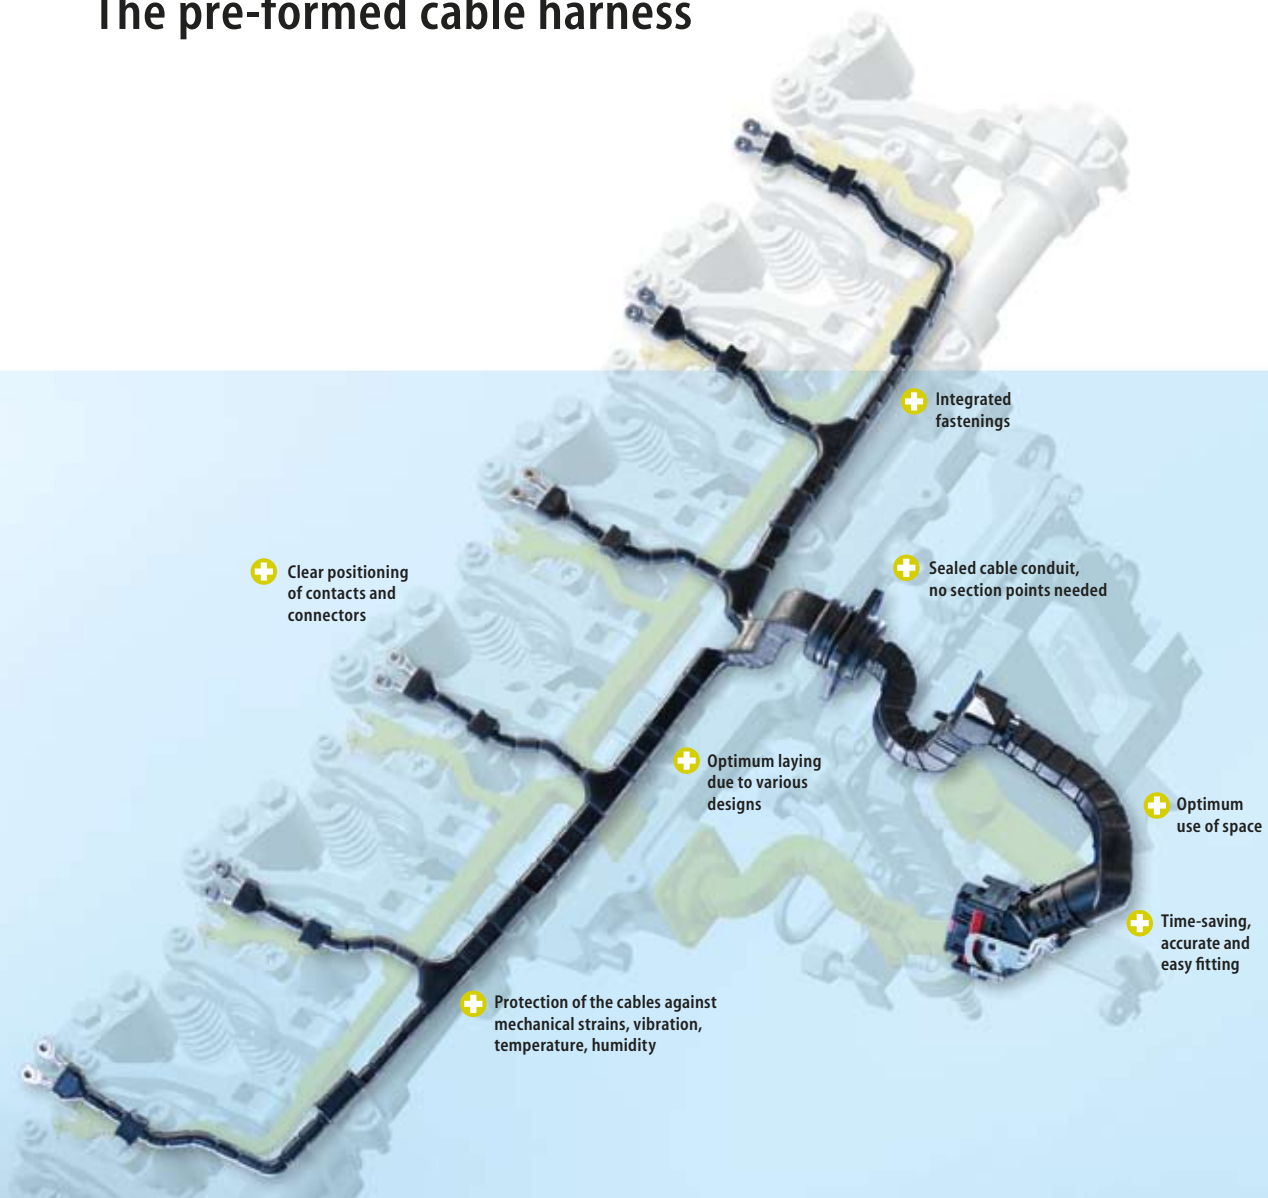 The pre-formed cable harness
Integrated
fastenings
Clear positioning
of contacts and
connectors
Sealed cable conduit,
no section points needed
Optimum laying
due to various
designs
Optimum
use of space
Time-saving,
accurate and
easy fitting
Protection of the cables against
mechanical strains, vibration,
temperature, humidity